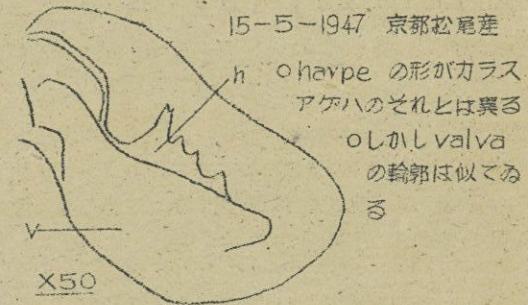 15-5-1947 京都松尾産
h ○harpe の形がカラス
アゲハのそれとは異る
○しかし valva
の輪郭は似てゐ
る
V
X50